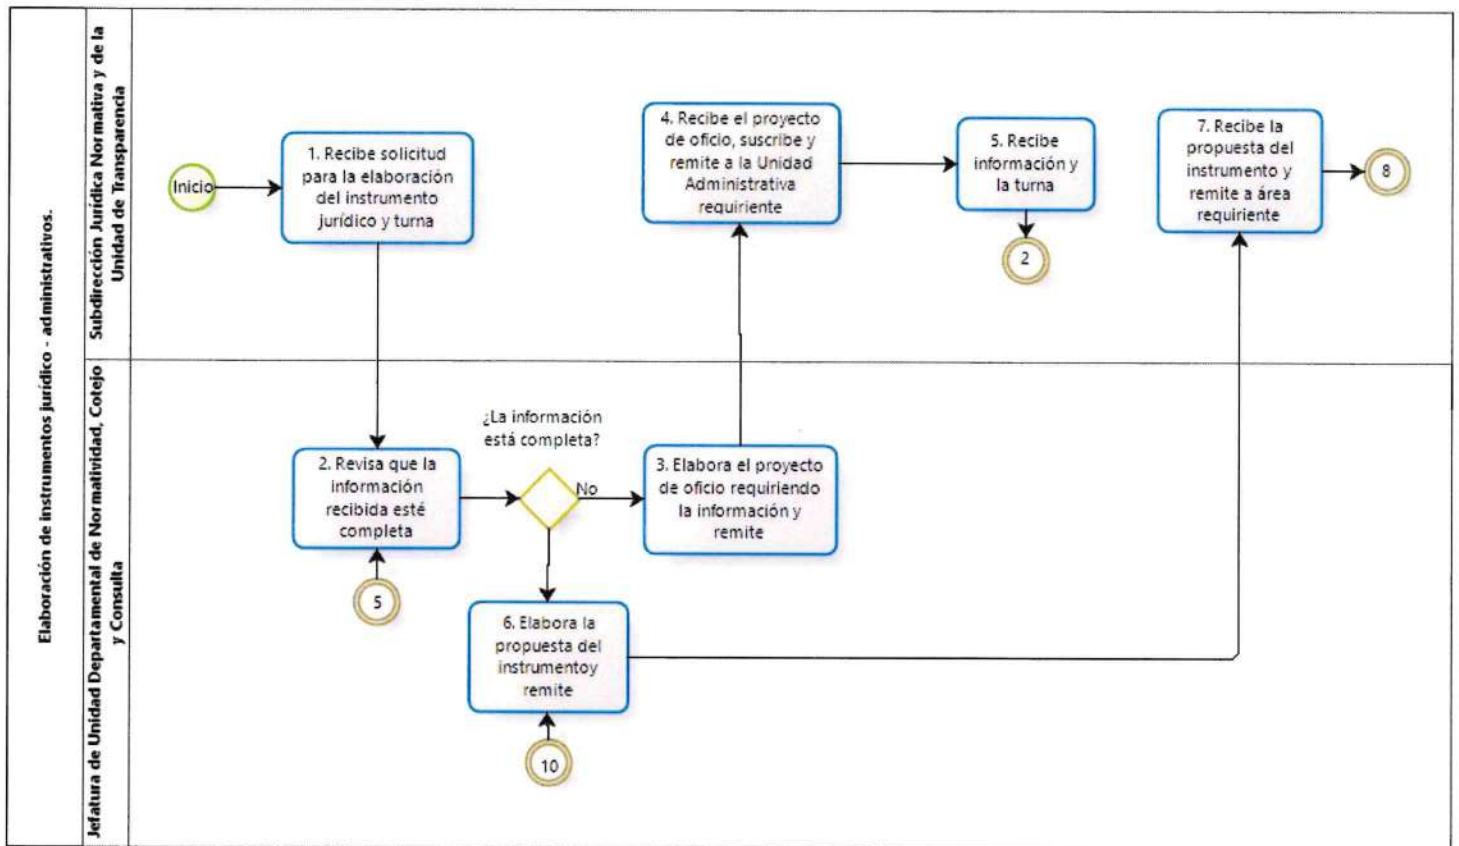 Elaboración de instrumentos jurídico - administrativos.
Subdirección Jurídica Normativa y de la
Unidad de Transparencia
Inicio
1. Recibe solicitud
para la elaboración
del instrumento
jurídico y turna
4. Recibe el proyecto
de oficio, suscribe y
remite a la Unidad
Administrativa
requiriente
5. Recibe
información y
la turna
2
7. Recibe la
propuesta del
instrumento y
remite a área
requiriente
8
Jefatura de Unidad Departamental de Normatividad, Cotejo
y Consulta
2. Revisa que la
información
recibida esté
completa
5
¿La información
está completa?
No
3. Elabora el proyecto
de oficio requiriendo
la información y
remite
6. Elabora la
propuesta del
instrumentoy
remite
10